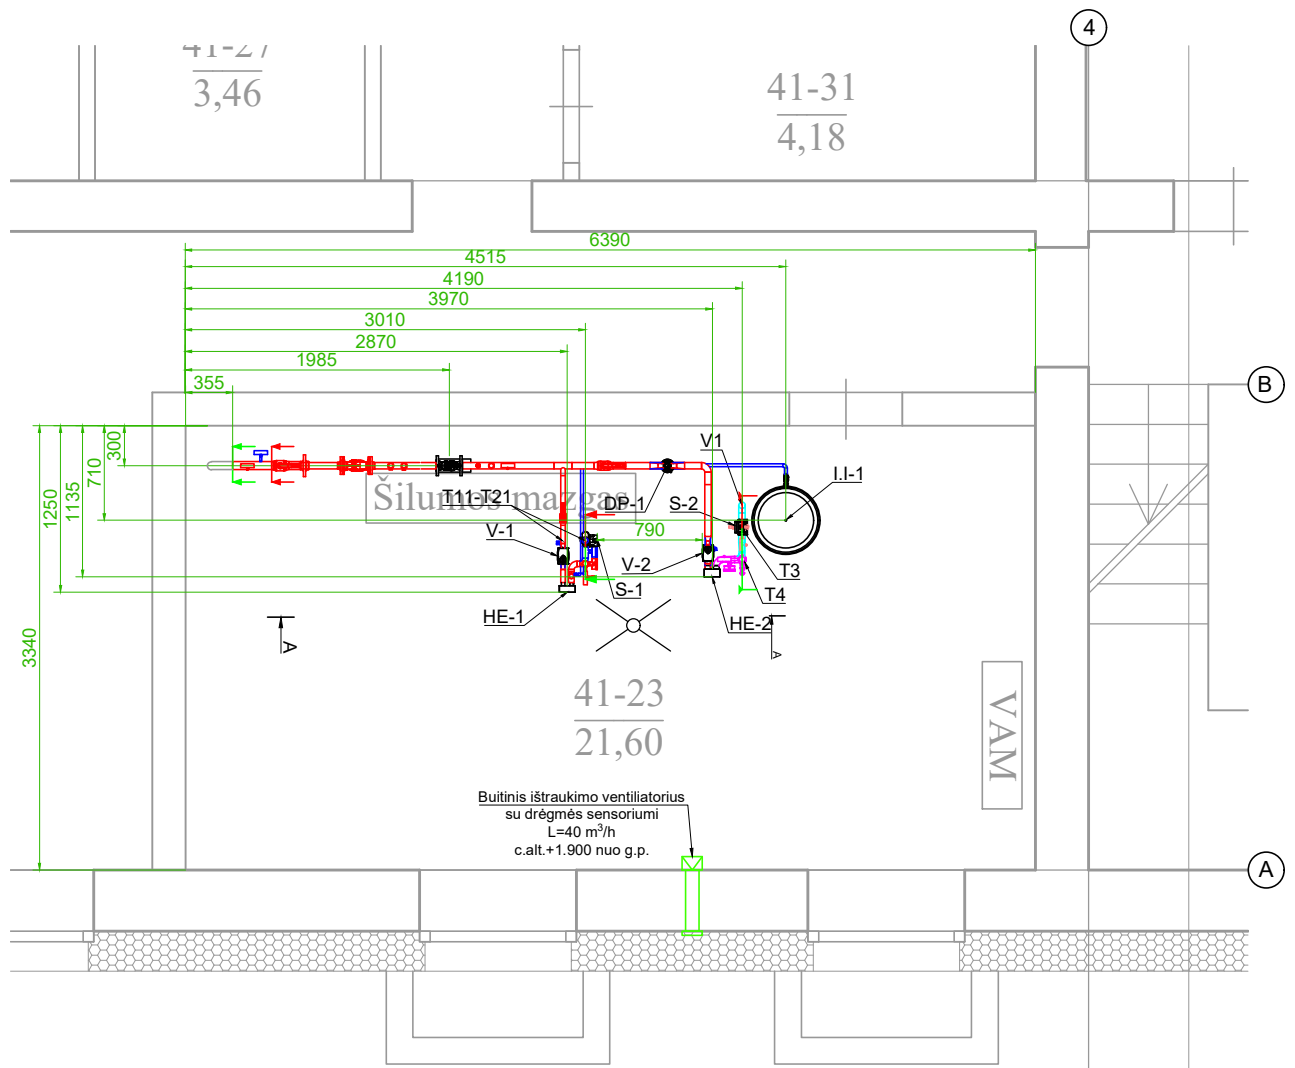 4
41-27
3,46
41-31
4,18
6390
4515
4190
3970
3010
2870
1985
355
B
300
710
1135
1250
3340
V1
I.I-1
Šilumos mazgas
T11-T21
DP-1
S-2
V-1
790
V-2
T3
S-1
T4
HE-1
HE-2
A
A
41-23
21,60
VAM
Buitinis ištraukimo ventiliatorius
su drėgmės sensoriumi
L=40 m³/h
c.alt.+1.900 nuo g.p.
A